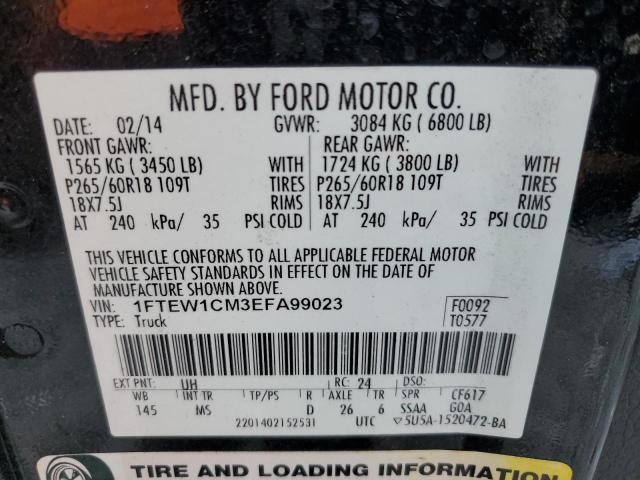 MFD. BY FORD MOTOR CO.
DATE: 02/14 GVWR: 3084 KG (6800 LB)
FRONT GAWR: REAR GAWR:
1565 KG (3450 LB) WITH 1724 KG (3800 LB) WITH
P265/60R18 109T TIRES P265/60R18 109T TIRES
18X7.5J RIMS 18X7.5J RIMS
AT 240 kPa/ 35 PSI COLD AT 240 kPa/ 35 PSI COLD
THIS VEHICLE CONFORMS TO ALL APPLICABLE FEDERAL MOTOR
VEHICLE SAFETY STANDARDS IN EFFECT ON THE DATE OF
MANUFACTURE SHOWN ABOVE.
VIN: 1FTEW1CM3EFA99023 F0092
TYPE: Truck T0577
EXT PNT: UH RC: 24 DSO:
WB INT TR TP/PS R AXLE TR SPR CF617
145 MS D 26 6 SSAA GOA
2201402152531 UTC ▽5U5A-1520472-BA
TIRE AND LOADING INFORMATION